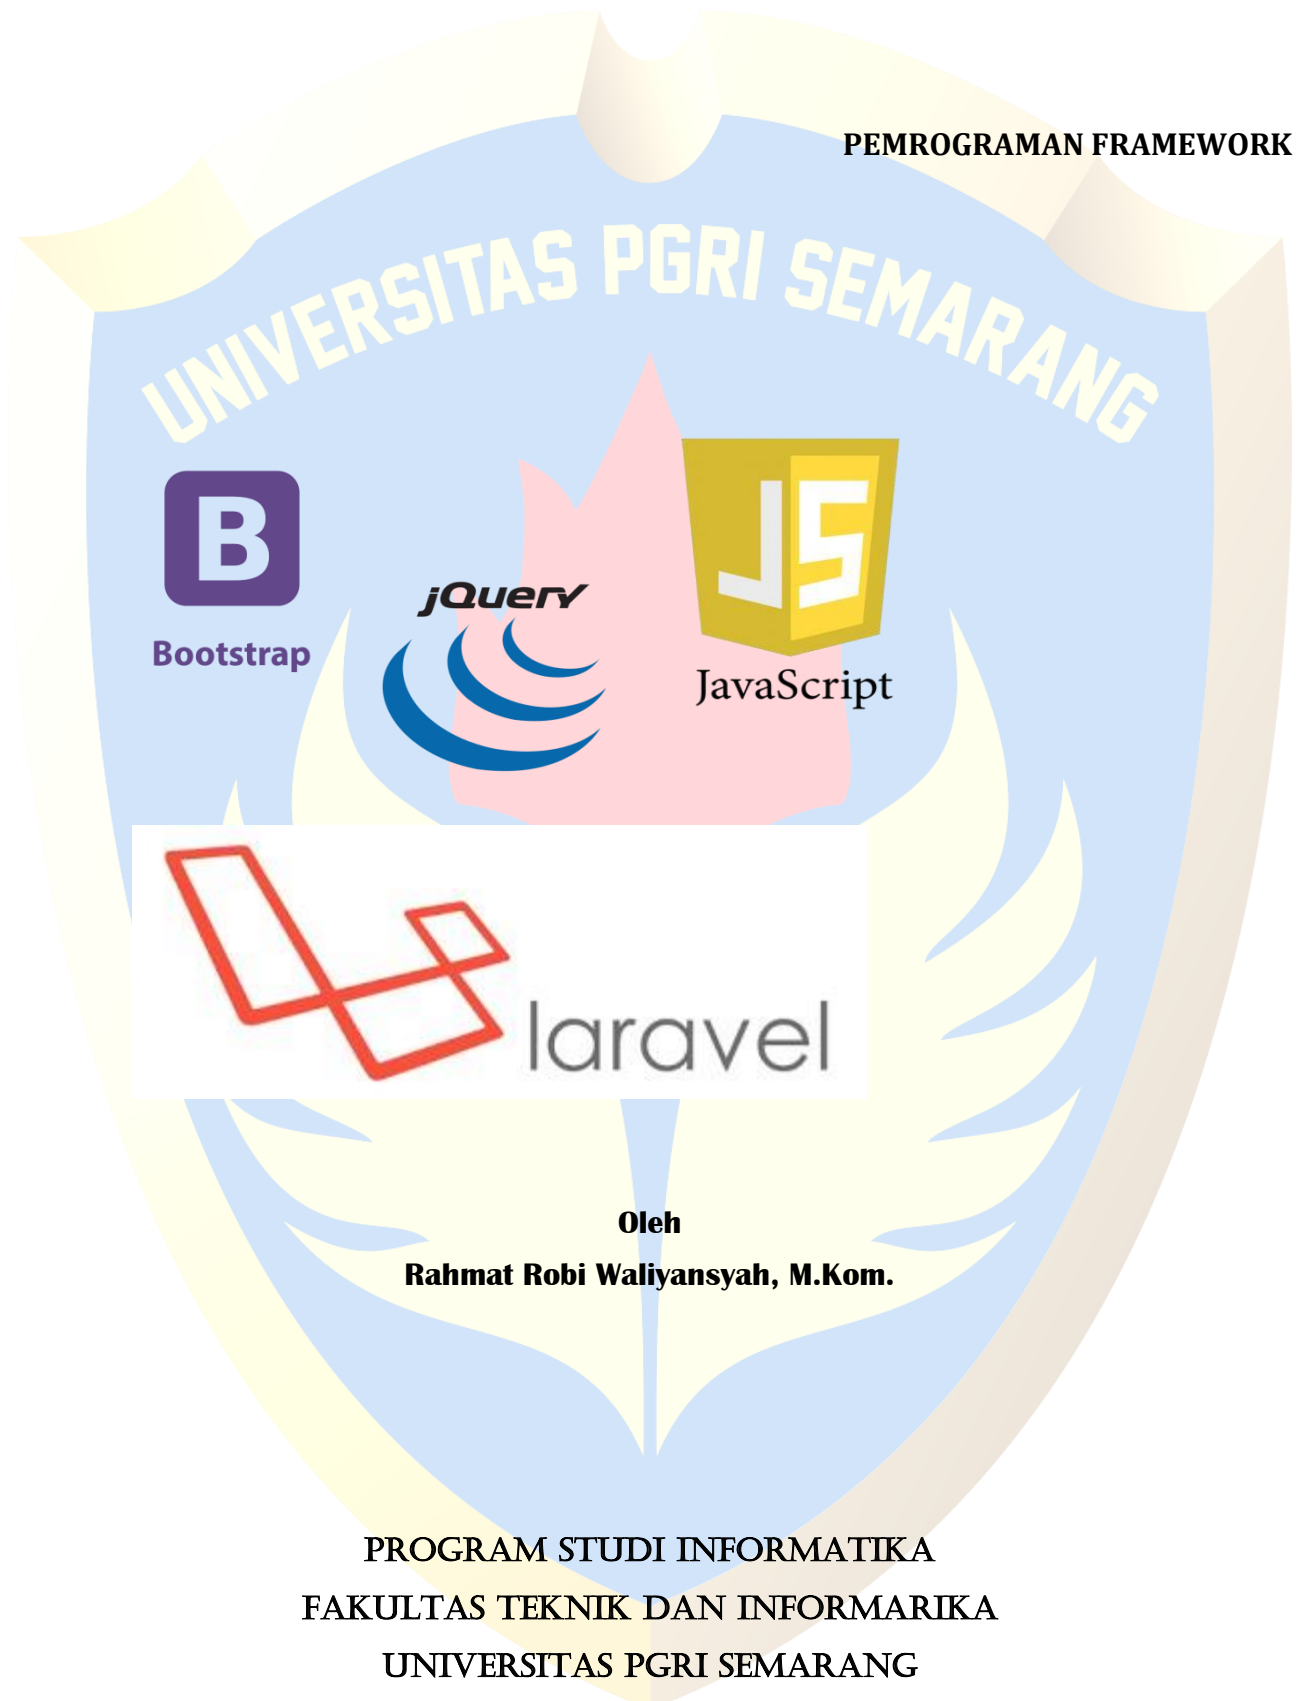 PEMROGRAMAN FRAMEWORK
UNIVERSITAS PGRI SEMARANG
B
Bootstrap
jQuery
JS
JavaScript
laravel
Oleh
Rahmat Robi Waliyansyah, M.Kom.
PROGRAM STUDI INFORMATIKA
FAKULTAS TEKNIK DAN INFORMARIKA
UNIVERSITAS PGRI SEMARANG